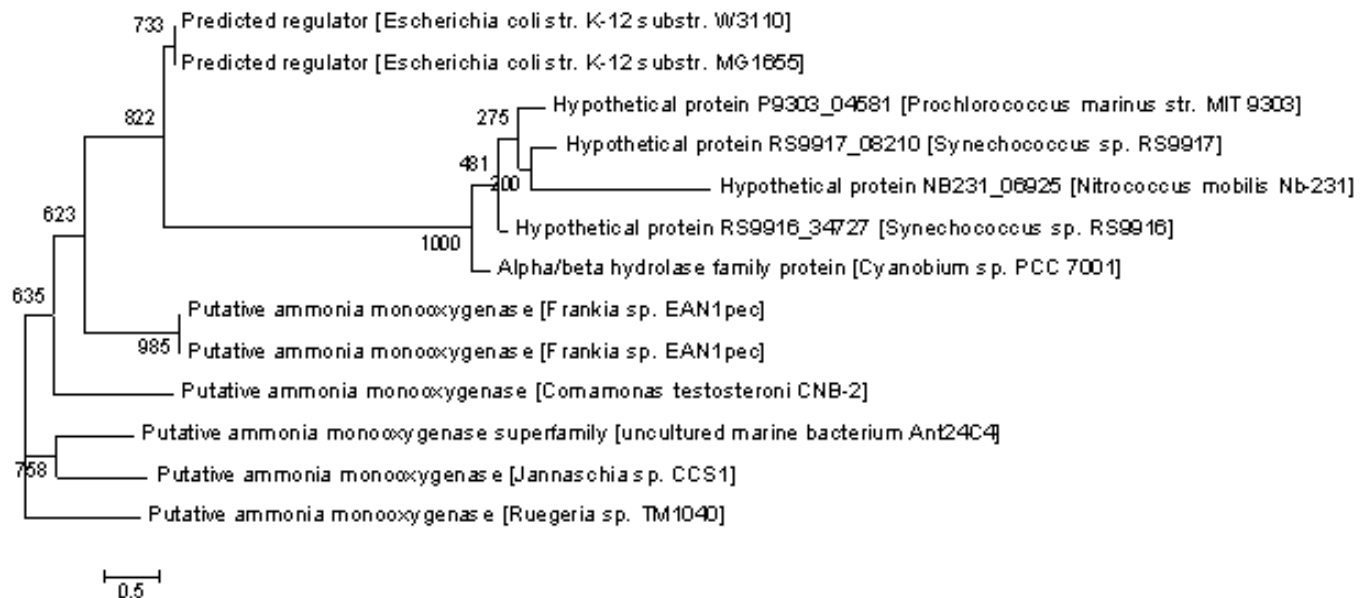 733 Predicted regulator [Escherichia coli str. K-12 substr. W3110]
Predicted regulator [Escherichia coli str. K-12 substr. MG1655]
822
275 Hypothetical protein P9303_04581 [Prochlorococcus marinus str. MIT 9303]
Hypothetical protein RS9917_08210 [Synechococcus sp. RS9917]
481
200 Hypothetical protein NB231_06925 [Nitrococcus mobilis Nb-231]
623
Hypothetical protein RS9916_34727 [Synechococcus sp. RS9916]
1000
Alpha/beta hydrolase family protein [Cyanobium sp. PCC 7001]
635
Putative ammonia monooxygenase [Frankia sp. EAN1pec]
985 Putative ammonia monooxygenase [Frankia sp. EAN1pec]
Putative ammonia monooxygenase [Comamonas testosteroni CNB-2]
Putative ammonia monooxygenase superfamily [uncultured marine bacterium Ant24C4]
758
Putative ammonia monooxygenase [Jannaschia sp. CCS1]
Putative ammonia monooxygenase [Ruegeria sp. TM1040]
0.5